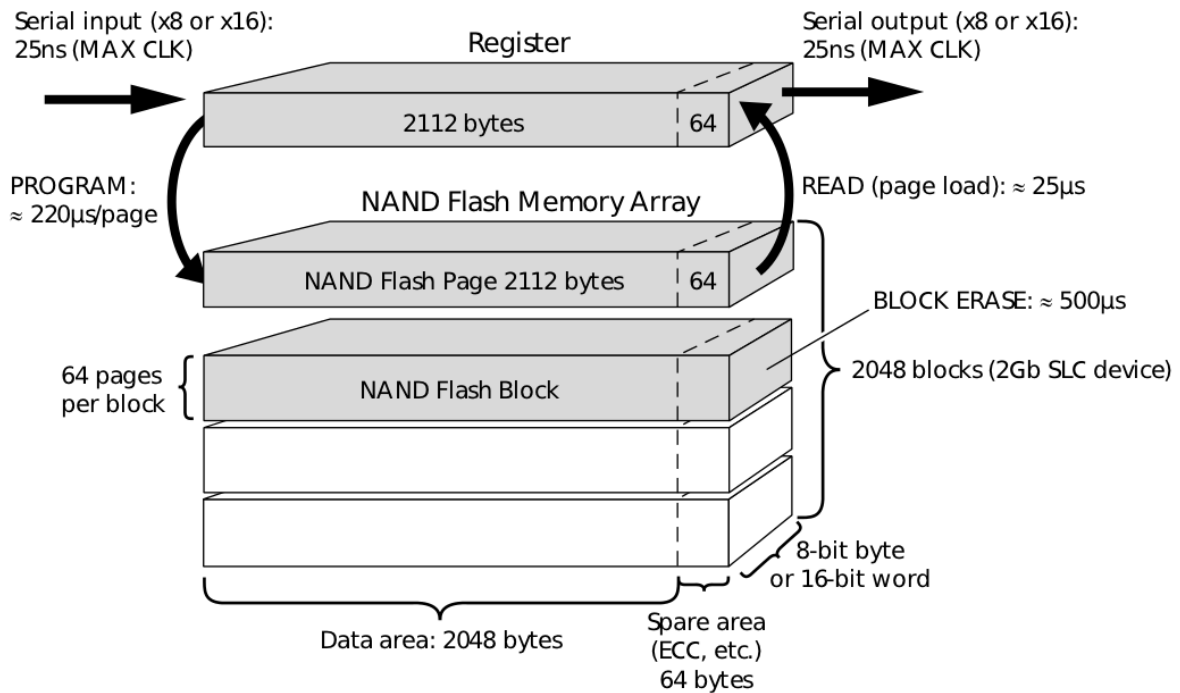 Serial input (x8 or x16):
25ns (MAX CLK)
Serial output (x8 or x16):
25ns (MAX CLK)
Register
2112 bytes
64
PROGRAM:
≈ 220µs/page
READ (page load): ≈ 25µs
NAND Flash Memory Array
NAND Flash Page 2112 bytes
64
BLOCK ERASE: ≈ 500µs
64 pages
per block
NAND Flash Block
2048 blocks (2Gb SLC device)
8-bit byte
or 16-bit word
Data area: 2048 bytes
Spare area
(ECC, etc.)
64 bytes